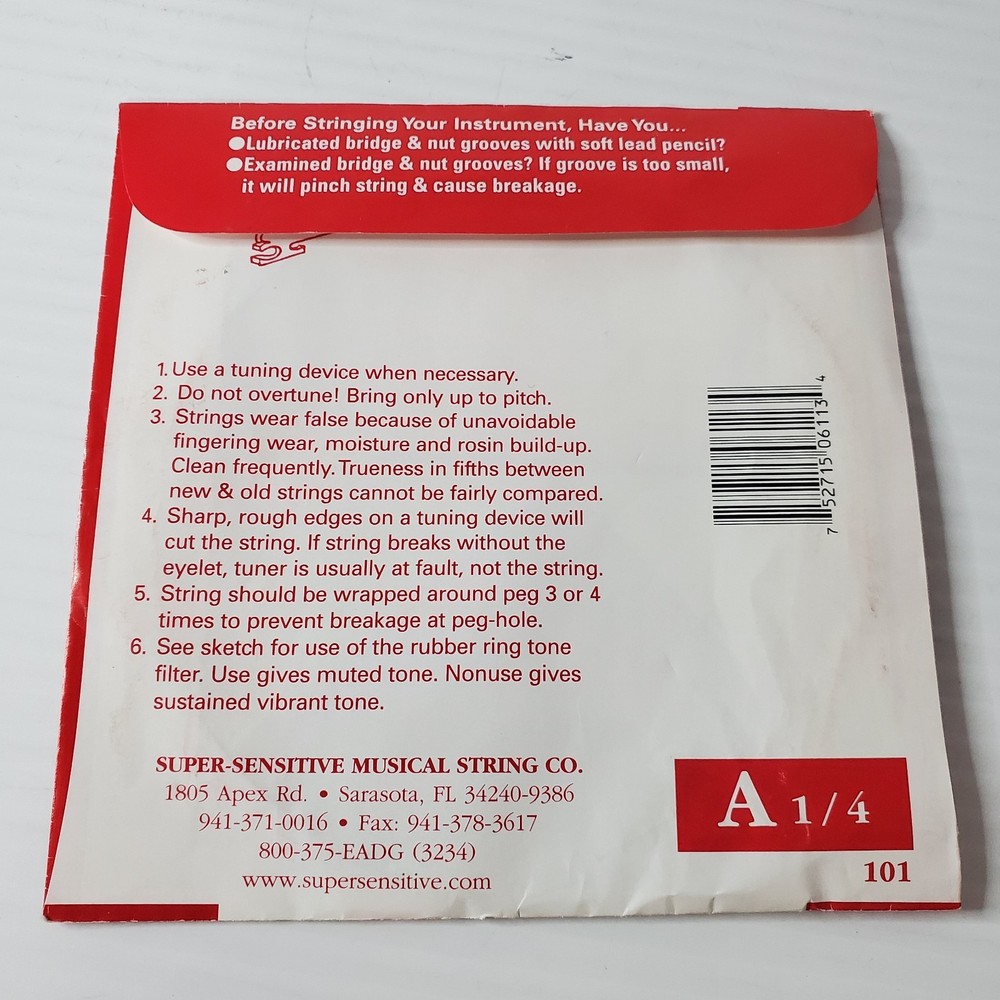 Before Stringing Your Instrument, Have You...
●Lubricated bridge & nut grooves with soft lead pencil?
●Examined bridge & nut grooves? If groove is too small,
it will pinch string & cause breakage.
1. Use a tuning device when necessary.
2. Do not overtune! Bring only up to pitch.
3. Strings wear false because of unavoidable
fingering wear, moisture and rosin build-up.
Clean frequently. Trueness in fifths between
new & old strings cannot be fairly compared.
4. Sharp, rough edges on a tuning device will
cut the string. If string breaks without the
eyelet, tuner is usually at fault, not the string.
5. String should be wrapped around peg 3 or 4
times to prevent breakage at peg-hole.
6. See sketch for use of the rubber ring tone
filter. Use gives muted tone. Nonuse gives
sustained vibrant tone.
7 52715 06113 4
SUPER-SENSITIVE MUSICAL STRING CO.
1805 Apex Rd. • Sarasota, FL 34240-9386
941-371-0016 • Fax: 941-378-3617
800-375-EADG (3234)
www.supersensitive.com
A 1/4
101